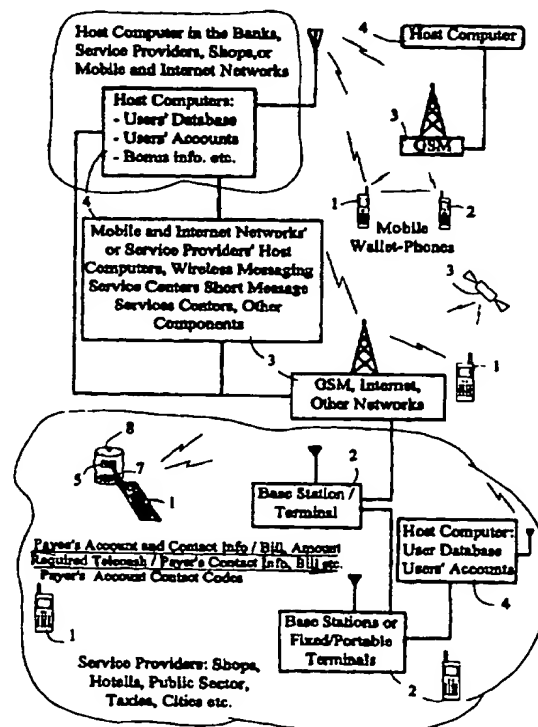 Host Computer in the Banks,
Service Providers, Shops,or
Mobile and Internet Networks
Host Computers:
- Users' Database
- Users' Accounts
- Bonus Info. etc.
4
4
Host Computer
3
GSM
1
2
Mobile
Wallet-Phones
Mobile and Internet Networks'
or Service Providers' Host
Computers, Wireless Messaging
Service Centers Short Message
Services Centors, Other
Components
3
3
1
GSM, Internet,
Other Networks
8
5
7
1
2
Base Station /
Terminal
Host Computer:
User Database
Users' Accounts
4
Payer's Account and Contact Info / Bill, Amount
Required Telecash / Payer's Contact Info, Bill etc.
Payer's Account Contact Codes
1
Base Stations or
Fixed/Portable
Terminals
2
Service Providers: Shops,
Hotells, Public Sector,
Taxies, Cities etc.